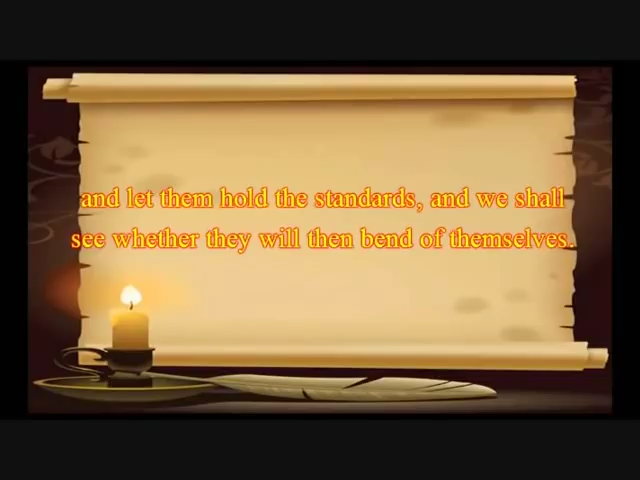 and let them hold the standards, and we shall
see whether they will then bend of themselves.